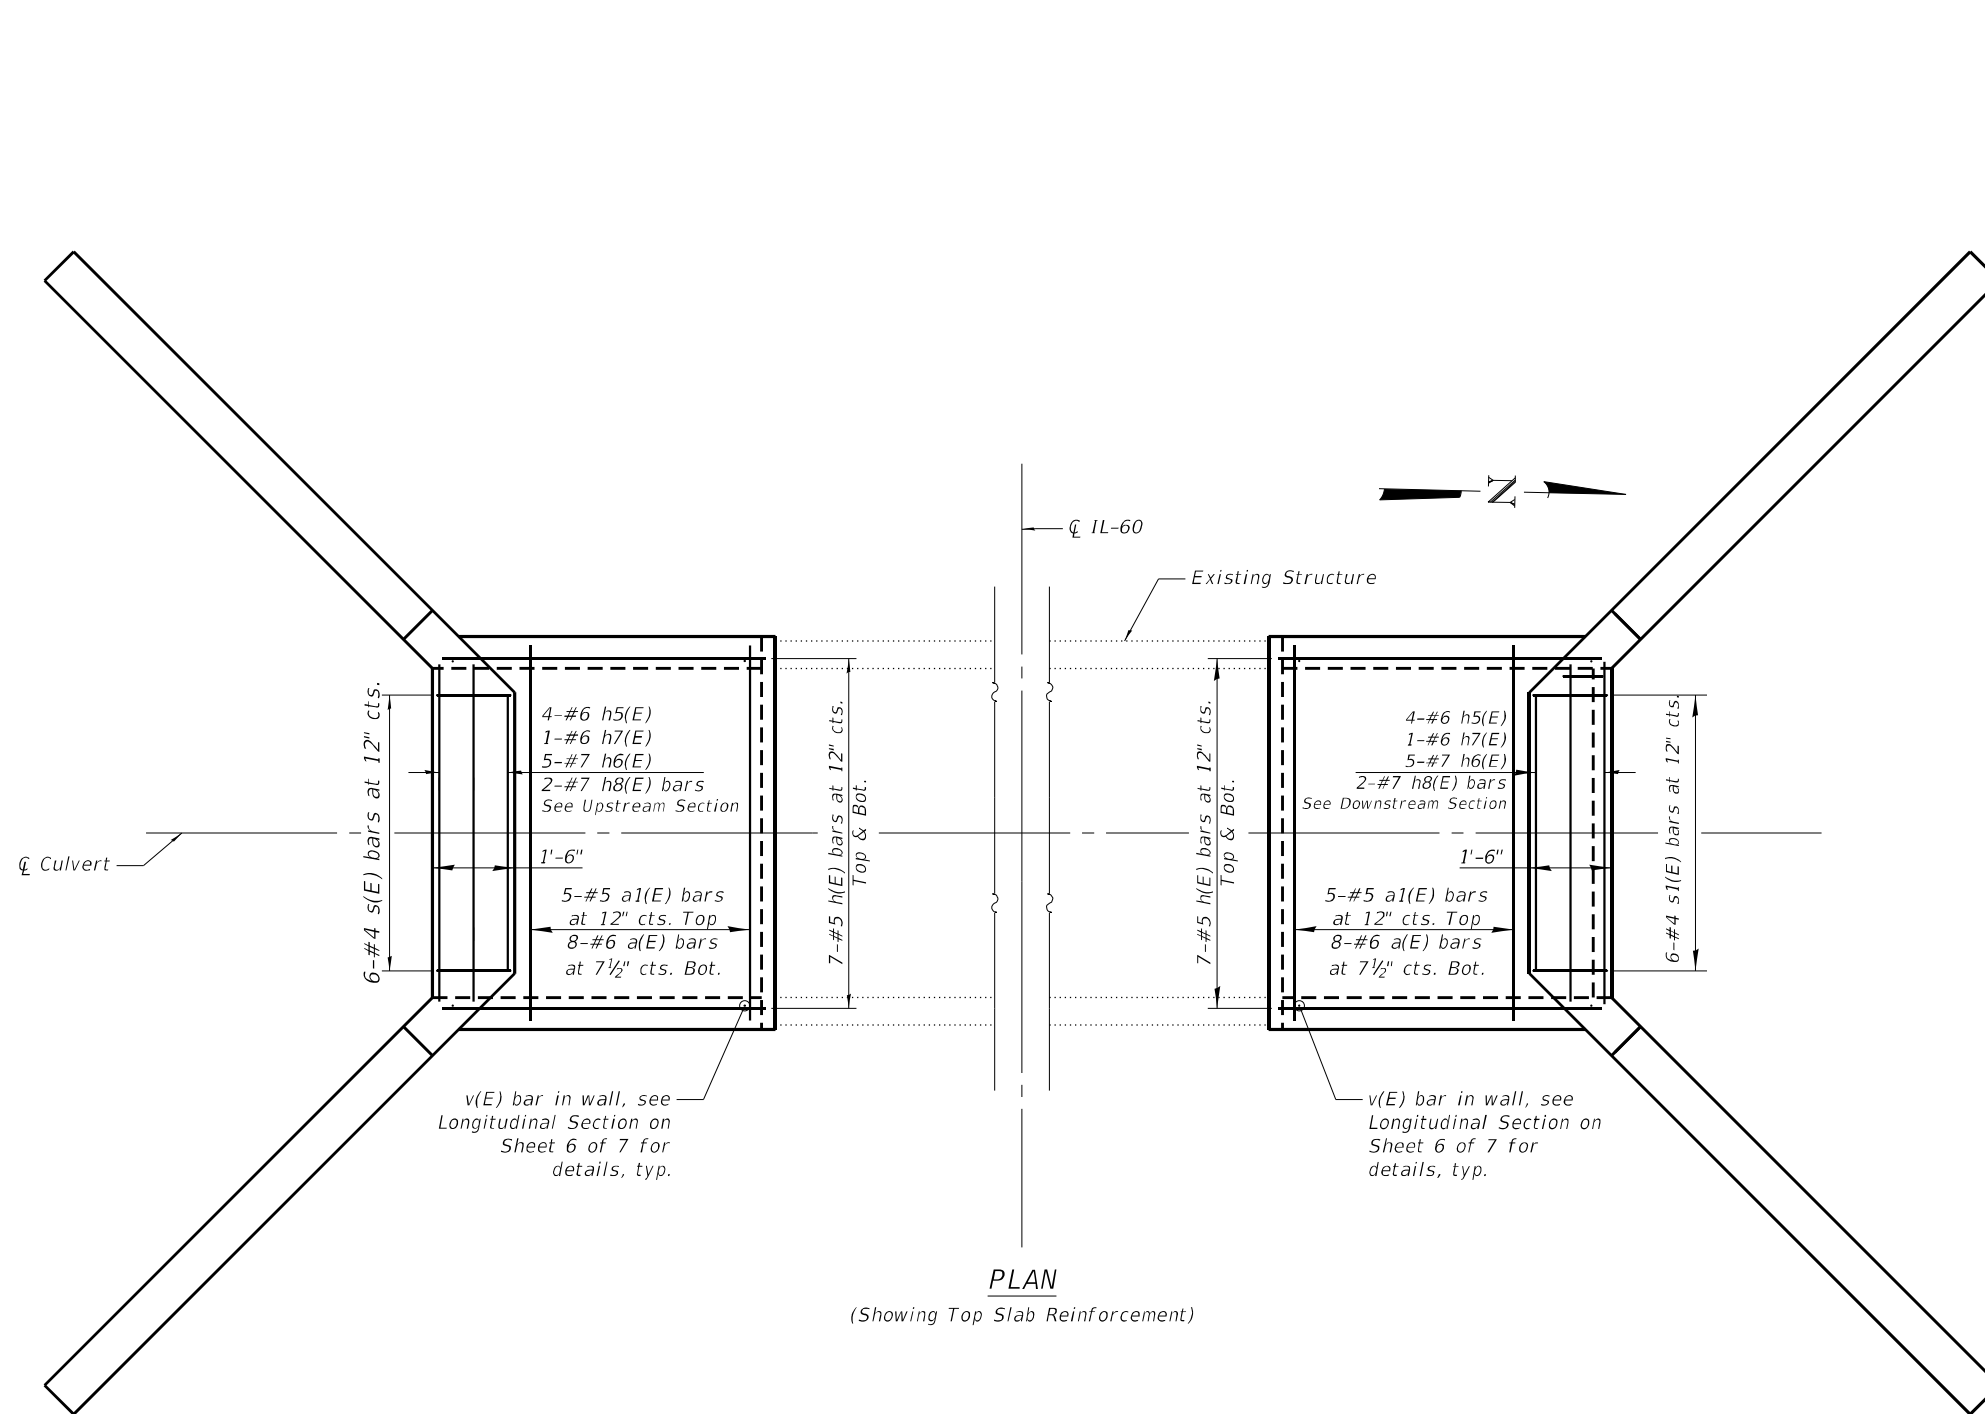 N
℄ IL-60
Existing Structure
6-#4 s(E) bars at 12" cts.
4-#6 h5(E)
1-#6 h7(E)
5-#7 h6(E)
2-#7 h8(E) bars
See Upstream Section
7-#5 h(E) bars at 12" cts.
Top & Bot.
7-#5 h(E) bars at 12" cts.
Top & Bot.
4-#6 h5(E)
1-#6 h7(E)
5-#7 h6(E)
2-#7 h8(E) bars
See Downstream Section
6-#4 s1(E) bars at 12" cts.
℄ Culvert
1'-6"
1'-6"
5-#5 a1(E) bars
at 12" cts. Top
8-#6 a(E) bars
at 7½" cts. Bot.
5-#5 a1(E) bars
at 12" cts. Top
8-#6 a(E) bars
at 7½" cts. Bot.
v(E) bar in wall, see
Longitudinal Section on
Sheet 6 of 7 for
details, typ.
v(E) bar in wall, see
Longitudinal Section on
Sheet 6 of 7 for
details, typ.
PLAN
(Showing Top Slab Reinforcement)